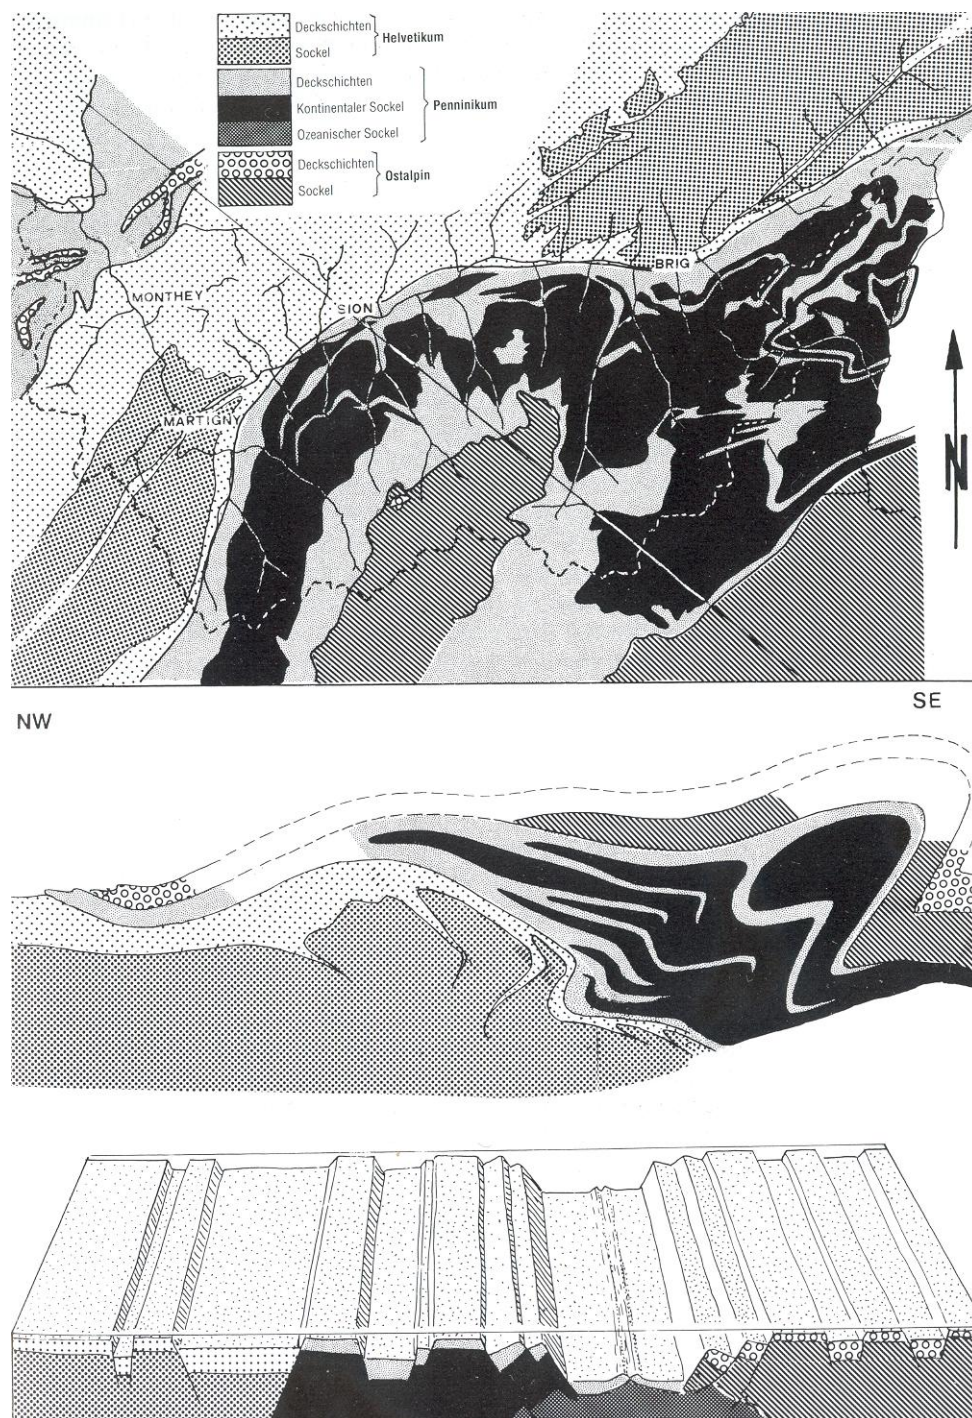 Deckschichten
Helvetikum
Sockel
Deckschichten
Kontinentaler Sockel
Penninikum
Ozeanischer Sockel
Deckschichten
Ostalpin
Sockel
BRIG
MONTHEY
SION
MARTIGNY
N
SE
NW